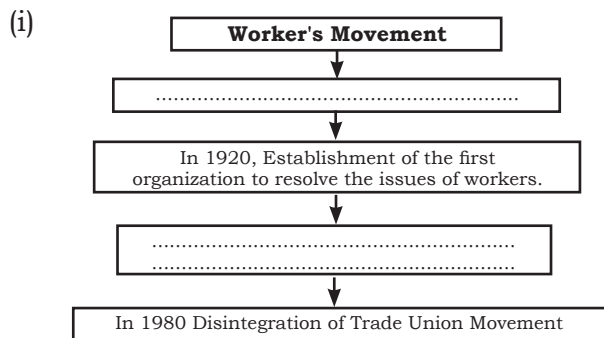 (i)
Worker's Movement
..............................................................
In 1920, Establishment of the first
organization to resolve the issues of workers.
..............................................................
..............................................................
In 1980 Disintegration of Trade Union Movement